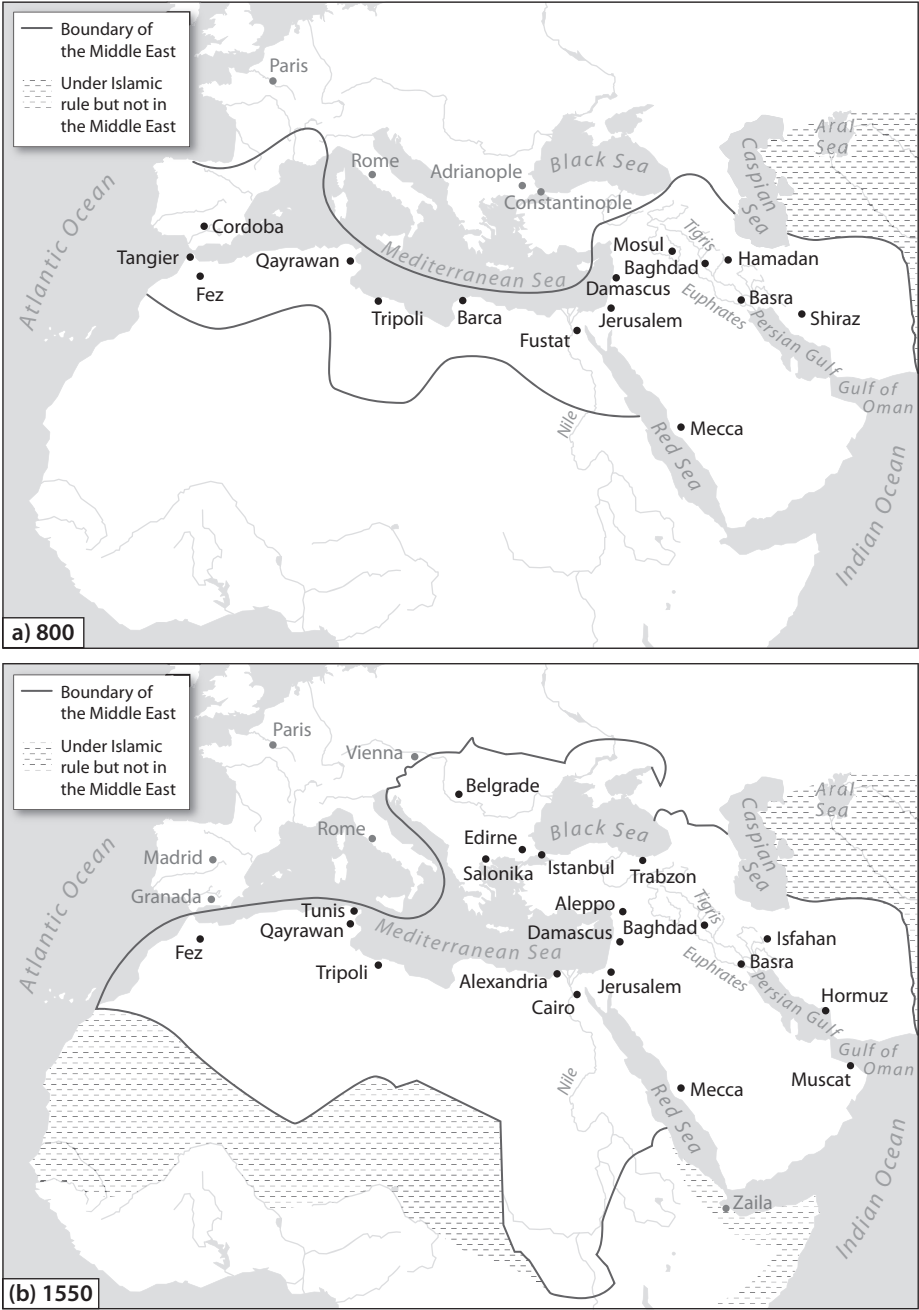 Boundary of
the Middle East
Under Islamic
rule but not in
the Middle East
Paris
Rome
Adrianople
Black Sea
Constantinople
Caspian
Sea
Aral
Sea
Atlantic Ocean
Cordoba
Tangier
Fez
Qayrawan
Mediterranean Sea
Tripoli
Barca
Fustat
Mosul
Tigris
Baghdad
Hamadan
Damascus
Euphrates
Basra
Jerusalem
Shiraz
Persian Gulf
Gulf of
Oman
Nile
Red Sea
Mecca
Indian Ocean
a) 800
Boundary of
the Middle East
Under Islamic
rule but not in
the Middle East
Paris
Vienna
Belgrade
Rome
Edirne
Black Sea
Caspian
Sea
Aral
Sea
Madrid
Salonika
Istanbul
Trabzon
Atlantic Ocean
Granada
Tunis
Qayrawan
Fez
Mediterranean Sea
Tripoli
Aleppo
Tigris
Damascus
Baghdad
Isfahan
Euphrates
Basra
Alexandria
Jerusalem
Cairo
Hormuz
Persian Gulf
Gulf of
Oman
Muscat
Nile
Red Sea
Mecca
Zaila
Indian Ocean
(b) 1550